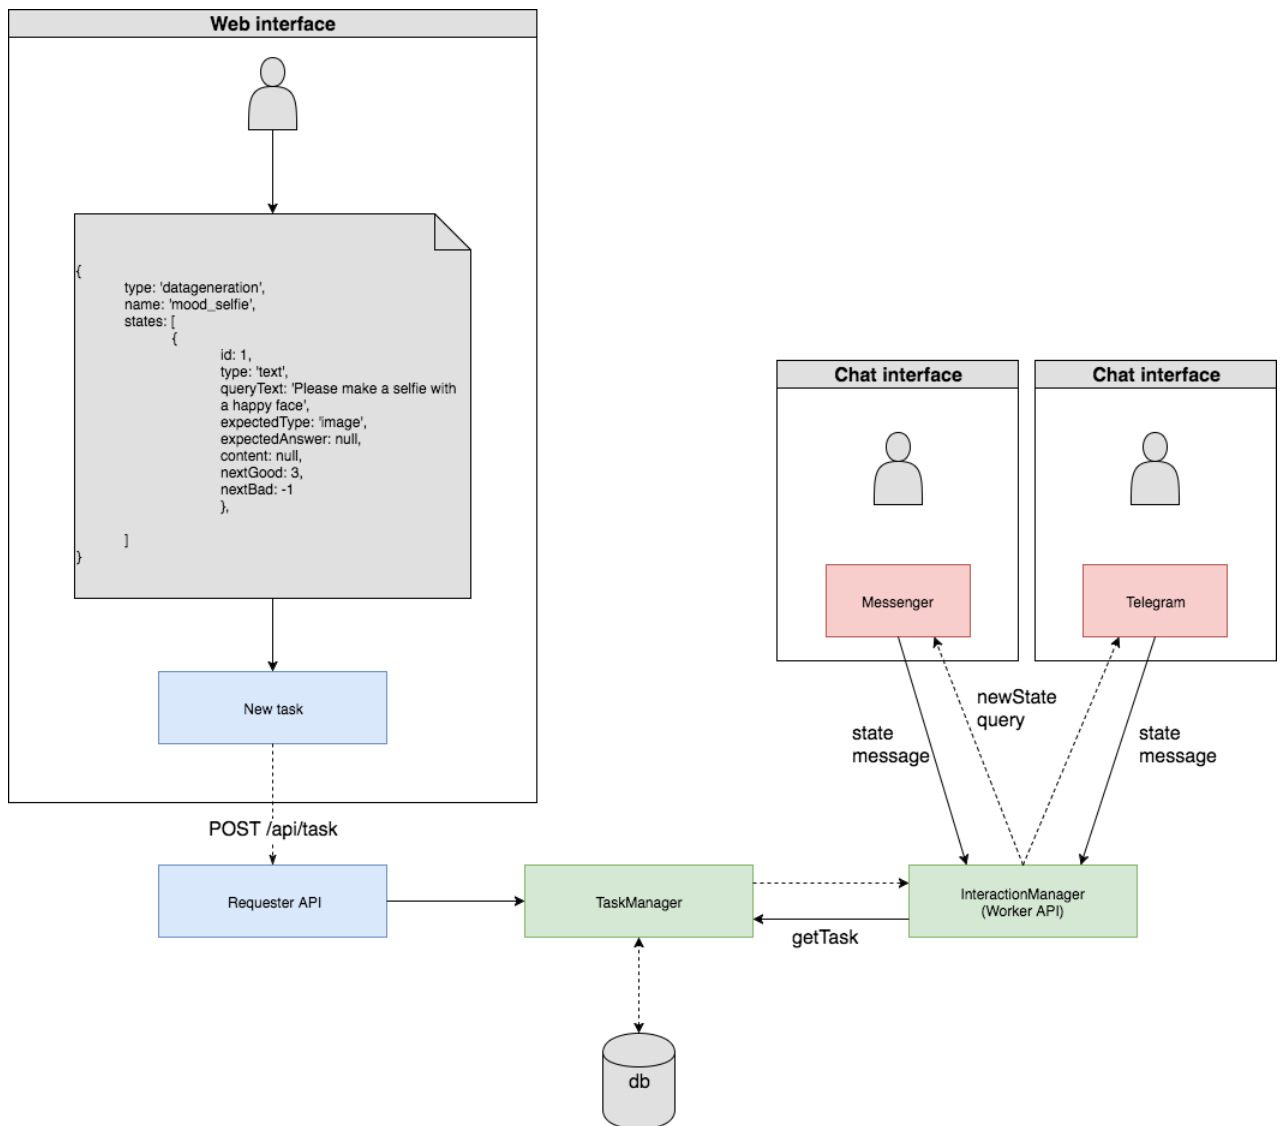 Web interface
{
type: 'datageneration',
name: 'mood_selfie',
states: [
{
id: 1,
type: 'text',
queryText: 'Please make a selfie with
a happy face',
expectedType: 'image',
expectedAnswer: null,
content: null,
nextGood: 3,
nextBad: -1
},
]
}
New task
POST /api/task
Requester API
TaskManager
db
getTask
InteractionManager
(Worker API)
Chat interface
Messenger
state
message
newState
query
Chat interface
Telegram
state
message